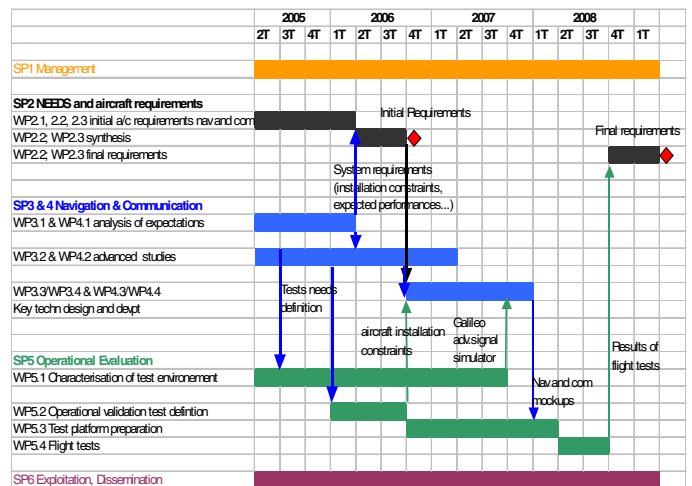 2005 2006 2007 2008
2T 3T 4T 1T 2T 3T 4T 1T 2T 3T 4T 1T 2T 3T 4T 1T
SP1 Management
SP2 NEEDS and aircraft requirements
Initial Requirements
WP2.1, 2.2, 2.3 initial a/c requirements nav and com
WP2.2; WP2.3 synthesis
Final requirements
WP2.2; WP2.3 final requirements
System requirements
(installation constraints,
expected performances...)
SP3 & 4 Navigation & Communication
WP3.1 & WP4.1 analysis of expectations
WP3.2 & WP4.2 advanced studies
WP3.3/WP3.4 & WP4.3/WP4.4
Key techn design and devpt
Tests needs
definition
aircraft installation
constraints
Galileo
adv.signal
simulator
Results of
flight tests
SP5 Operational Evaluation
WP5.1 Characterisation of test environement
Nav and com
mockups
WP5.2 Operational validation test defintion
WP5.3 Test platform preparation
WP5.4 Flight tests
SP6 Exploitation, Dissemination